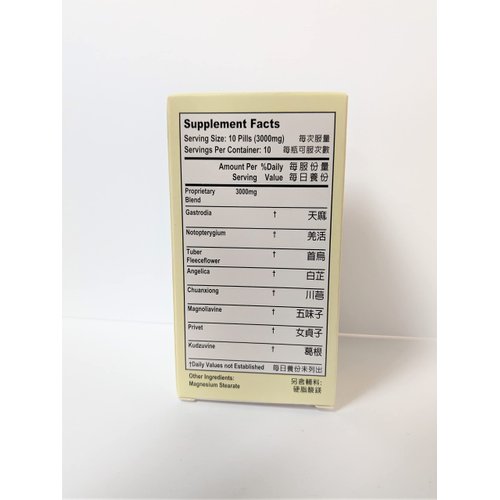 Supplement Facts
Serving Size: 10 Pills (3000mg) 每次服量
Servings Per Container: 10 每瓶可服次數
Amount Per %Daily 每服份量
Serving Value 每日養份
Proprietary 3000mg
Blend
Gastrodia † 天麻
Notopterygium † 羌活
Tuber † 首烏
Fleeceflower
Angelica † 白芷
Chuanxiong † 川芎
Magnoliavine † 五味子
Privet † 女貞子
Kudzuvine † 葛根
†Daily Values not Established 每日養份未列出
Other Ingredients: 另含輔料:
Magnesium Stearate 硬脂酸鎂